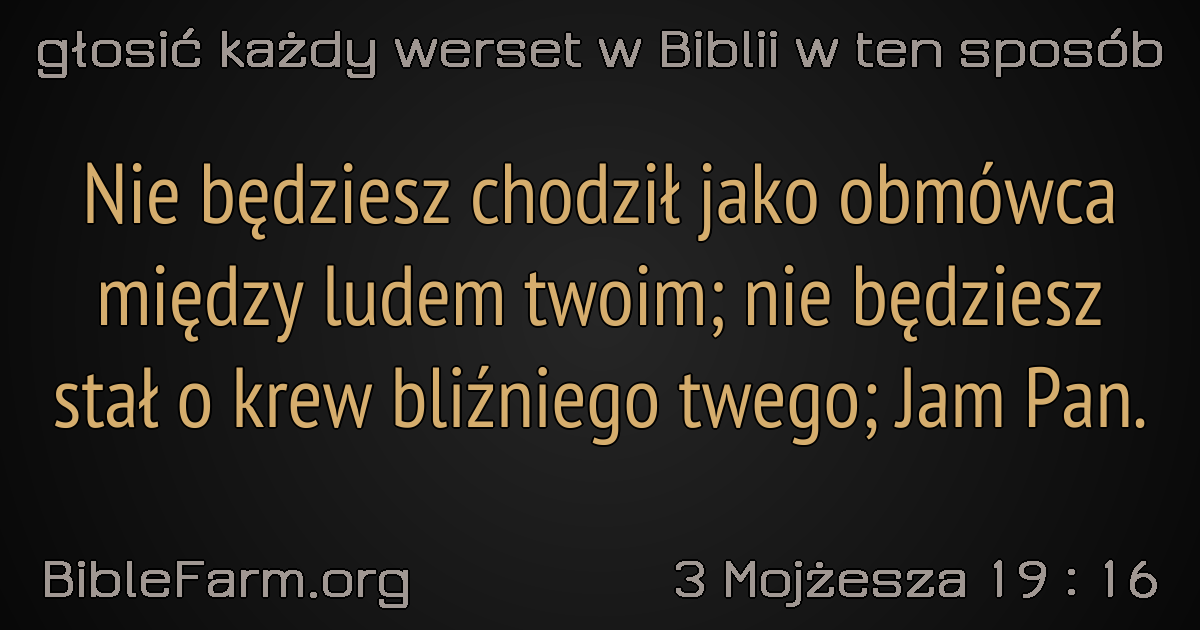 głosić każdy werset w Biblii w ten sposób
Nie będziesz chodził jako obmówca
między ludem twoim; nie będziesz
stał o krew bliźniego twego; Jam Pan.
BibleFarm.org
3 Mojżesza 19 : 16